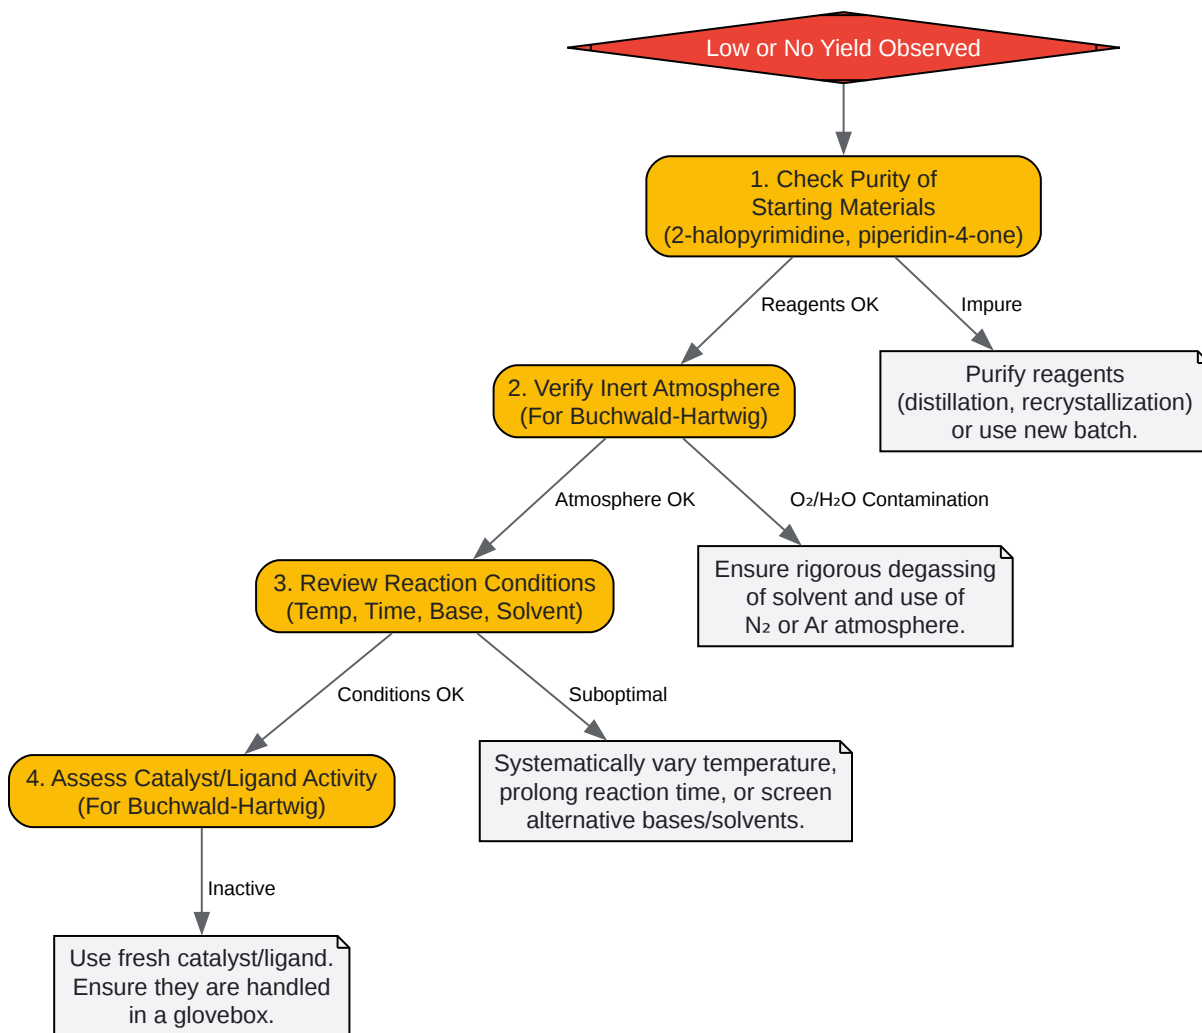 Low or No Yield Observed
1. Check Purity of
Starting Materials
(2-halopyrimidine, piperidin-4-one)
Reagents OK
Impure
2. Verify Inert Atmosphere
(For Buchwald-Hartwig)
Purify reagents
(distillation, recrystallization)
or use new batch.
Atmosphere OK
O₂/H₂O Contamination
3. Review Reaction Conditions
(Temp, Time, Base, Solvent)
Ensure rigorous degassing
of solvent and use of
N₂ or Ar atmosphere.
Conditions OK
Suboptimal
4. Assess Catalyst/Ligand Activity
(For Buchwald-Hartwig)
Systematically vary temperature,
prolong reaction time, or screen
alternative bases/solvents.
Inactive
Use fresh catalyst/ligand.
Ensure they are handled
in a glovebox.